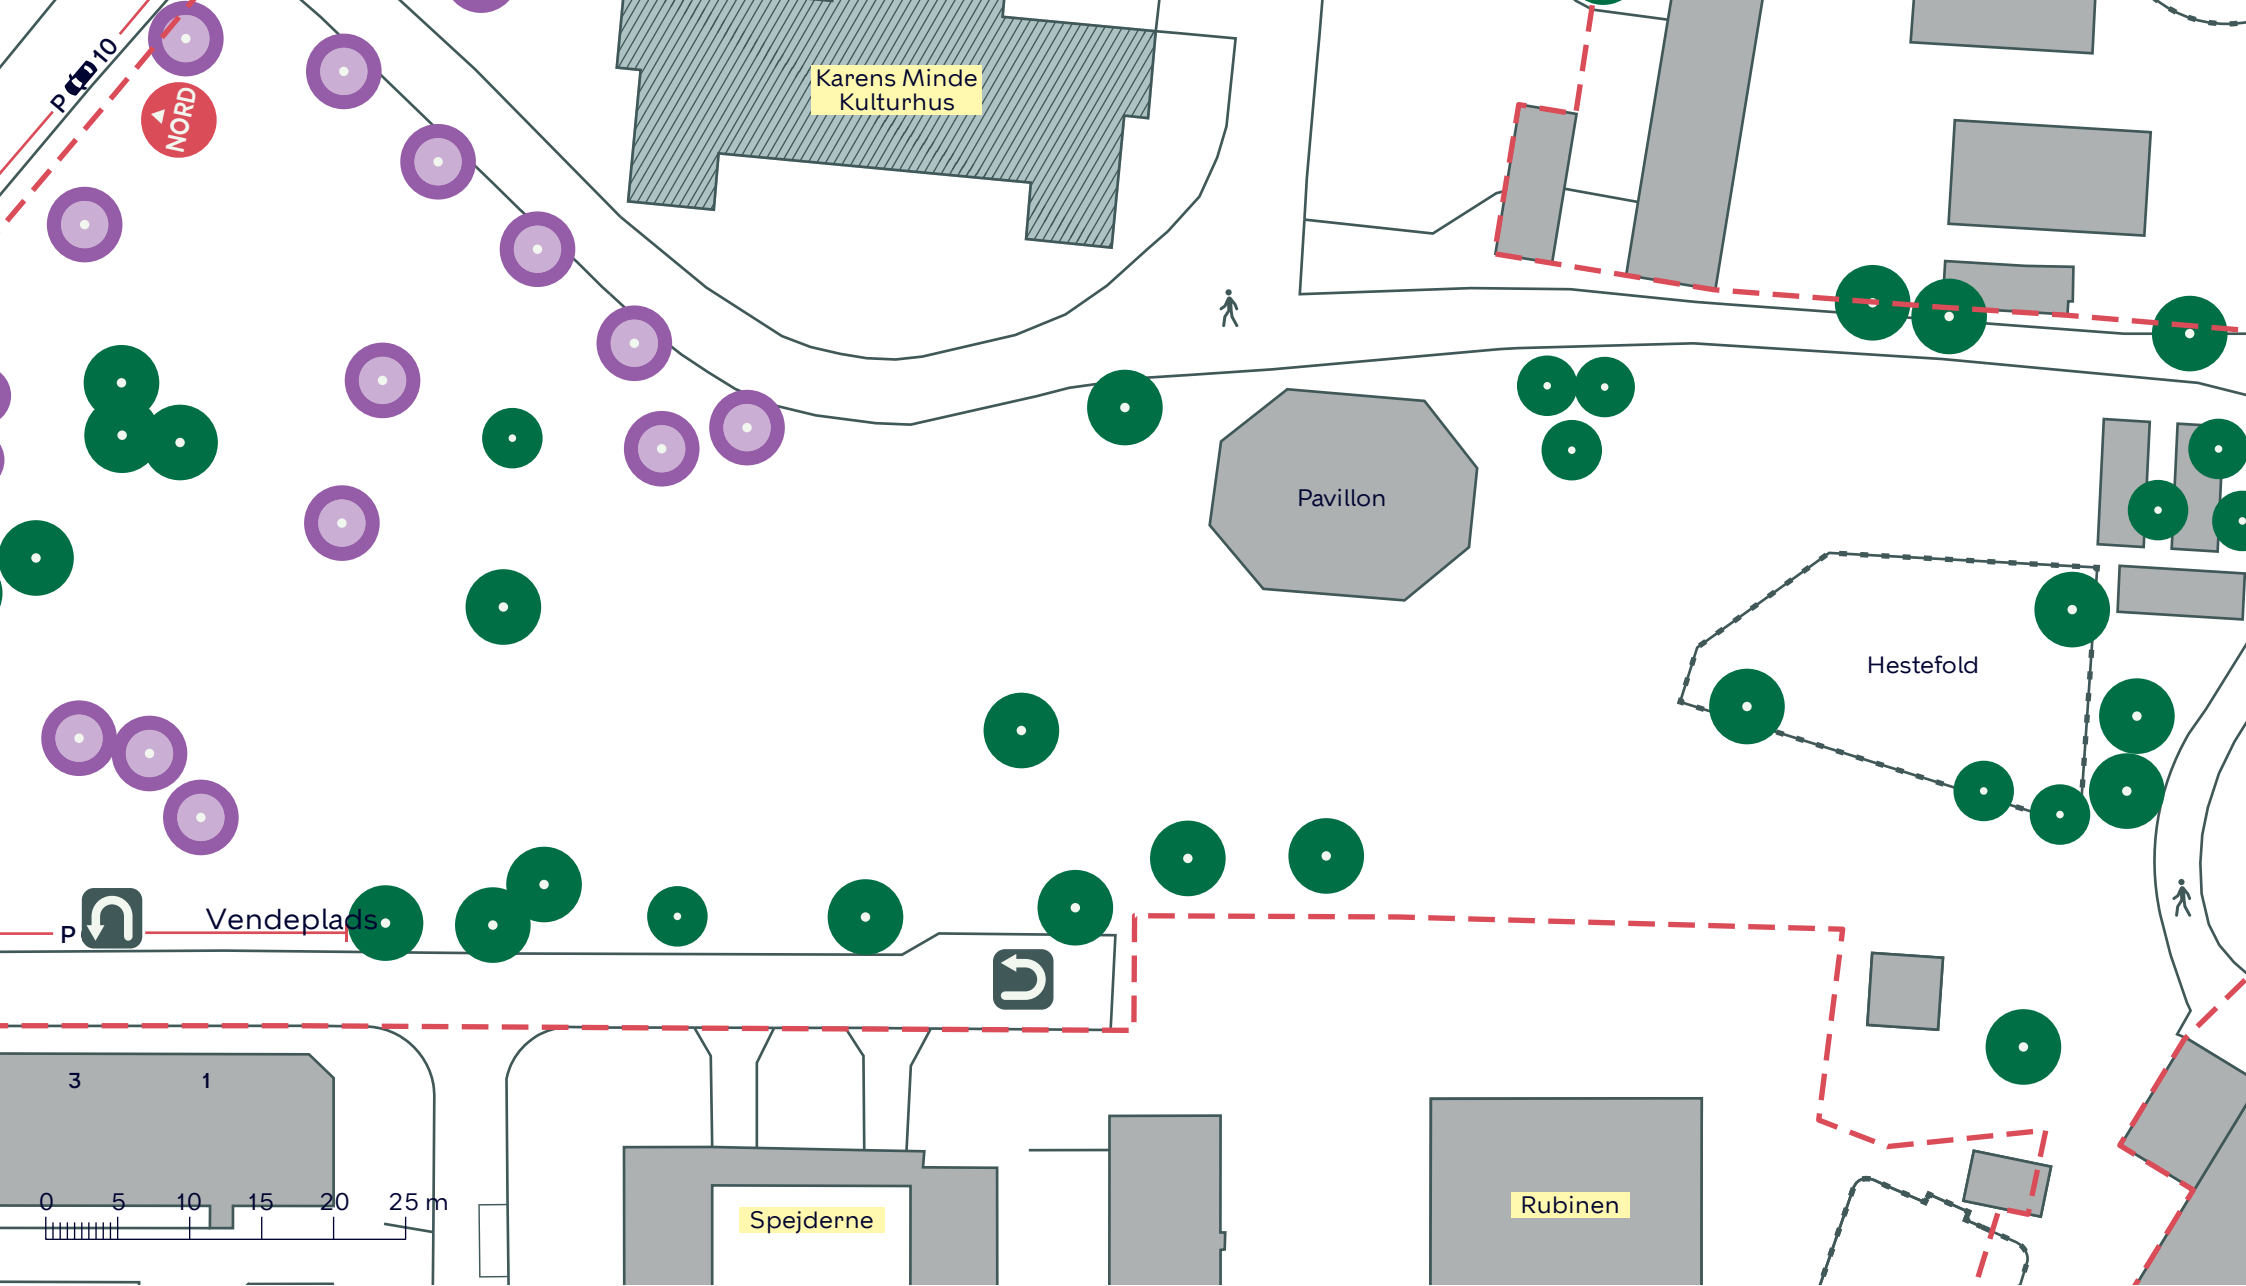 P 10
NORD
Karens Minde
Kulturhus
Pavillon
Hestefold
P
Vendeplads
3 1
0 5 10 15 20 25 m
Spejderne
Rubinen